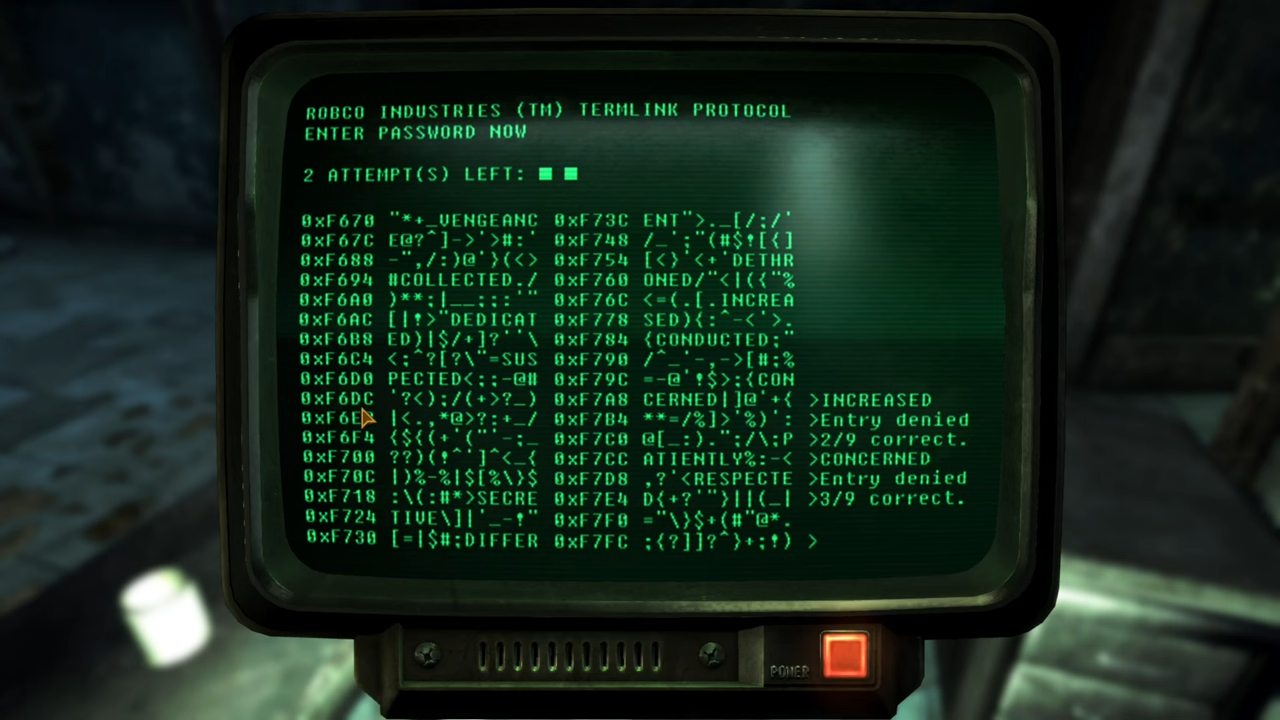 ROBCO INDUSTRIES (TM) TERMLINK PROTOCOL
ENTER PASSWORD NOW
2 ATTEMPT(S) LEFT: ■ ■
0xF670 "*+_VENGEANC 0xF73C ENT">._[/;/'
0xF67C E@?^]->'>#:' 0xF748 /_';"(#$![{]
0xF688 -",/:)@'}(<> 0xF754 [<}'<+'DETHR
0xF694 #COLLECTED./ 0xF760 ONED/"<|({"%
0xF6A0 )**;|__;:;'" 0xF76C <=(.[.INCREA
0xF6AC [|!>"DEDICAT 0xF778 SED){:^-<'>.
0xF6B8 ED)|$/+]?''\ 0xF784 {CONDUCTED;"
0xF6C4 <;^?[?\"=SUS 0xF790 /^_'-,->[#:%
0xF6D0 PECTED<;;-@# 0xF79C =-@'!$>;{CON
0xF6DC '?<);/(+>?_) 0xF7A8 CERNED|]@'+{ >INCREASED
0xF6E |<.,*@>?:+_/ 0xF7B4 **=/%]>'%)': >Entry denied
0xF6F4 {${(+'("'-;_ 0xF7C0 @[_:).";/\:P >2/9 correct.
0xF700 ??)(!^']^<_{ 0xF7CC ATIENTLY%:-< >CONCERNED
0xF70C |)%-%|$[%\}$ 0xF7D8 ,?'<RESPECTE >Entry denied
0xF718 :\(:#*>SECRE 0xF7E4 D{+?'"}||(_| >3/9 correct.
0xF724 TIVE\]|'_-!" 0xF7F0 ="\}$+(#"@*.
0xF730 [=|$#;DIFFER 0xF7FC ;{?]]?^}+;!) >
POWER